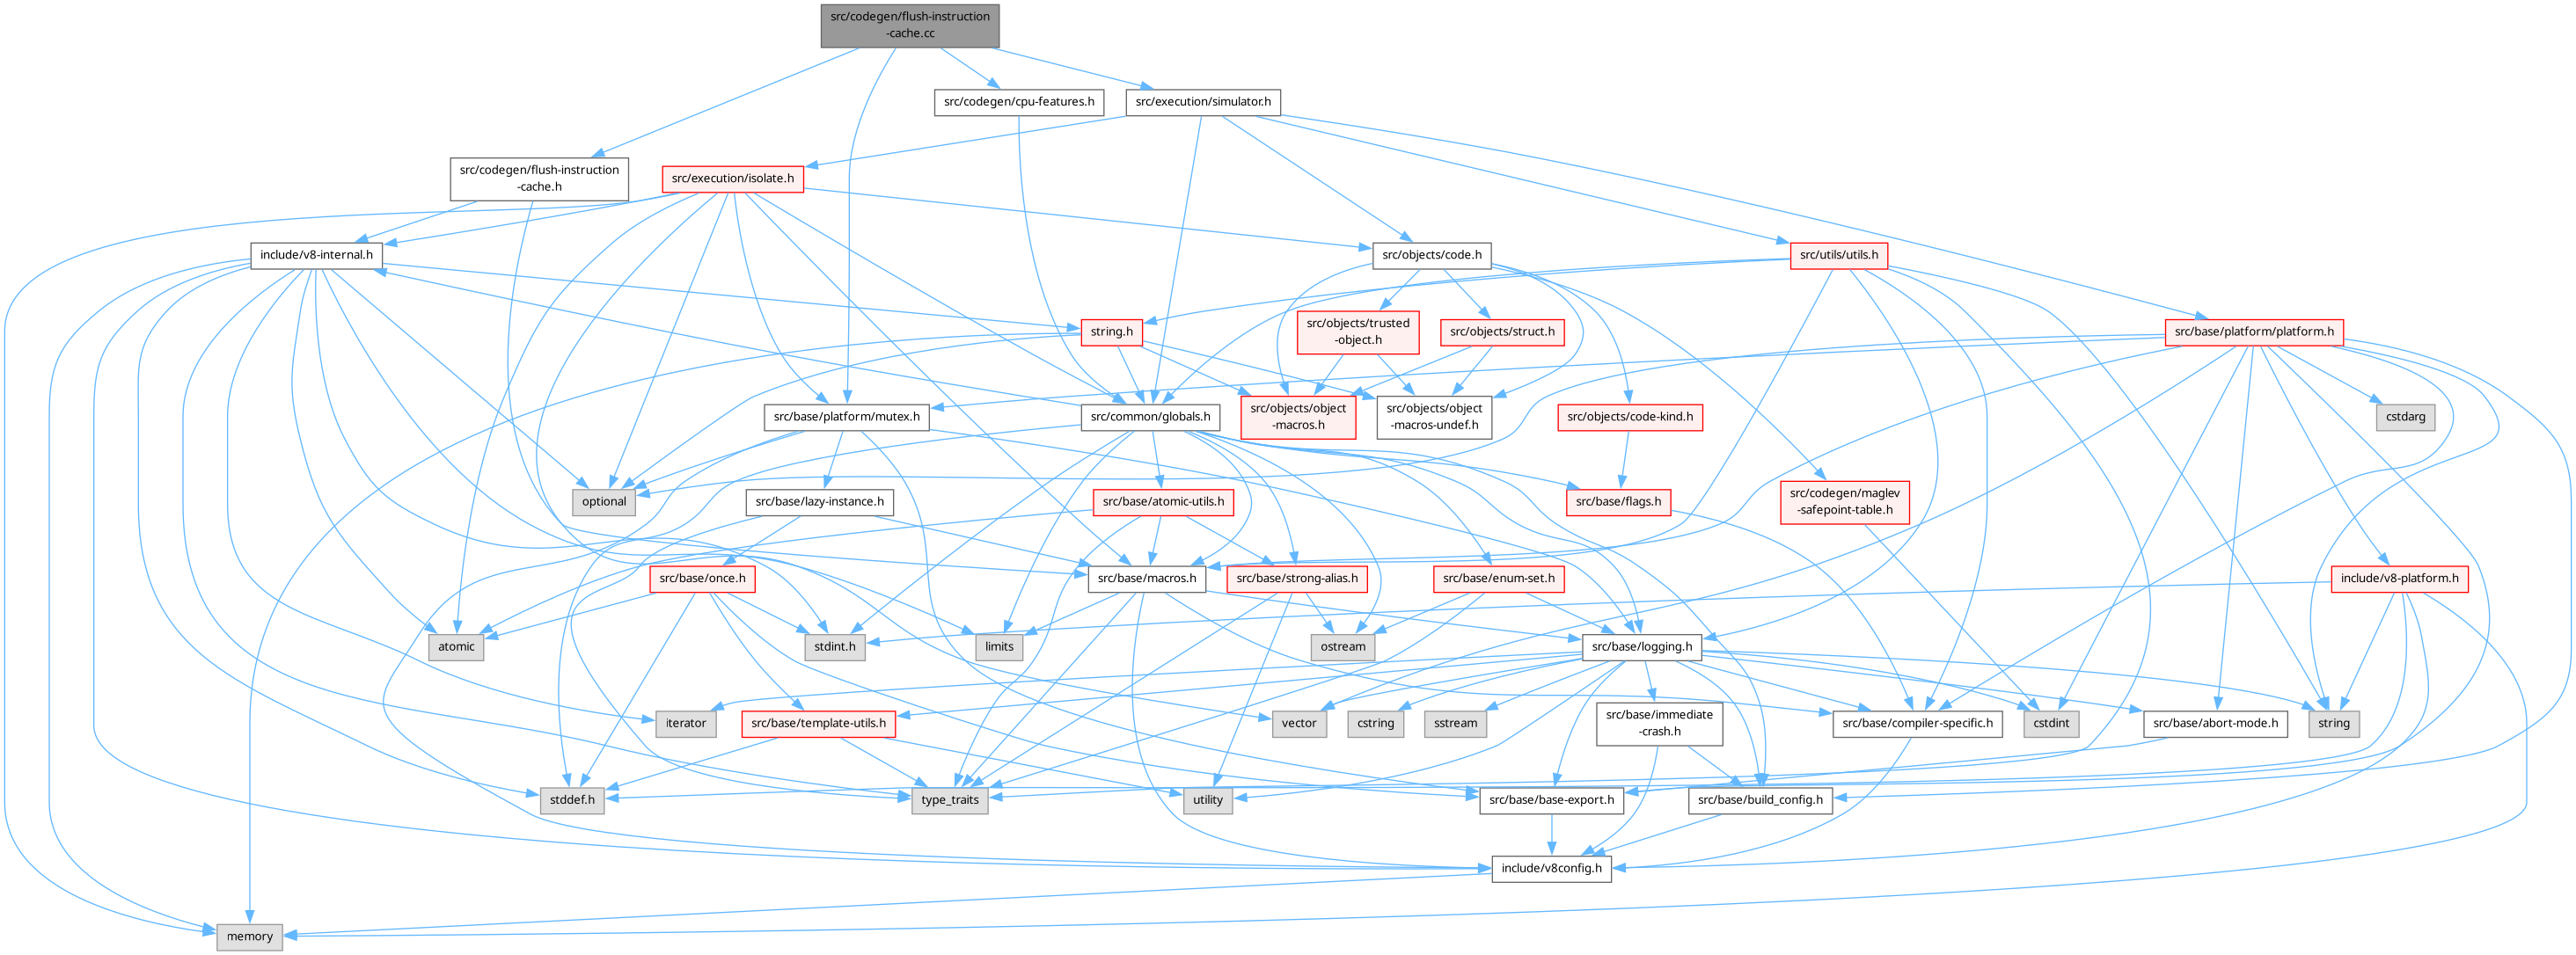 src/codegen/flush-instruction
-cache.cc
src/codegen/cpu-features.h
src/execution/simulator.h
src/codegen/flush-instruction
-cache.h
src/execution/isolate.h
include/v8-internal.h
src/objects/code.h
src/utils/utils.h
string.h
src/objects/trusted
-object.h
src/objects/struct.h
src/base/platform/platform.h
src/base/platform/mutex.h
src/common/globals.h
src/objects/object
-macros.h
src/objects/object
-macros-undef.h
src/objects/code-kind.h
cstdarg
optional
src/base/lazy-instance.h
src/base/atomic-utils.h
src/base/flags.h
src/codegen/maglev
-safepoint-table.h
src/base/once.h
src/base/macros.h
src/base/strong-alias.h
src/base/enum-set.h
include/v8-platform.h
atomic
stdint.h
limits
ostream
src/base/logging.h
iterator
src/base/template-utils.h
vector
cstring
sstream
src/base/immediate
-crash.h
src/base/compiler-specific.h
cstdint
src/base/abort-mode.h
string
stddef.h
type_traits
utility
src/base/base-export.h
src/base/build_config.h
include/v8config.h
memory